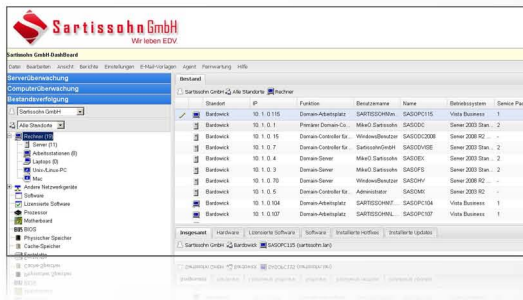 Sartissohn GmbH
Wir leben EDV.
Sartissohn GmbH-DashBoard
Datei Bearbeiten Ansicht Berichte Einstellungen E-Mail-Vorlagen Agent Fernwartung Hilfe
Serverüberwachung
Computerüberwachung
Bestandsverfolgung
Sartissohn GmbH
Alle Standorte
Rechner (19)
Server (11)
Arbeitsstationen (8)
Laptops (0)
Unix/Linux-PC
Mac
Andere Netzwerkgeräte
Software
Lizensierte Software
Prozessor
Motherboard
BIOS
Physischer Speicher
Cache-Speicher
Bestand
Sartissohn GmbH Alle Standorte Rechner
Standort IP Funktion Benutzername Name Betriebssystem Service Pac
Bardowick 10. 1. 0.115 Domain-Arbeitsplatz SARTISSOHN\m... SASOPC115 Vista Business 1
Bardowick 10. 1. 0. 1 Primärer Domain-Co... MikeO.Sartissohn SASODC Server 2003 Stan... 2
Bardowick 10. 1. 0. 15 Domain-Controller für... WindowsBenutzer SASODC2008 Server 2008 R2 ... -
Bardowick 10. 1. 0. 7 Domain-Controller für... SartissohnGmbH SASODVISE Server 2003 Stan... 2
Bardowick 10. 1. 0. 4 Domain-Server MikeO.Sartissohn SASOEX Server 2003 Stan... 2
Bardowick 10. 1. 0. 3 Domain-Server MikeO.Sartissohn SASOFS Server 2003 Stan... 2
Bardowick 10. 1. 0. 70 Domain-Server WindowsBenutzer SASOHV Server 2008 R2 ... -
Bardowick 10. 1. 0. 5 Domain-Controller für... Administrator SASOMX Server 2003 R2 -
Bardowick 10. 1. 0.104 Domain-Arbeitsplatz SARTISSOHN\T... SASOPC104 Vista Business 1
Bardowick 10. 1. 0.107 Domain-Arbeitsplatz SARTISSOHN\L... SASOPC107 Vista Business 1
Insgesamt Hardware Lizensierte Software Software Installierte Hotfixes Installierte Updates
Sartissohn GmbH Bardowick SASOPC115 (sartissohn.lan)